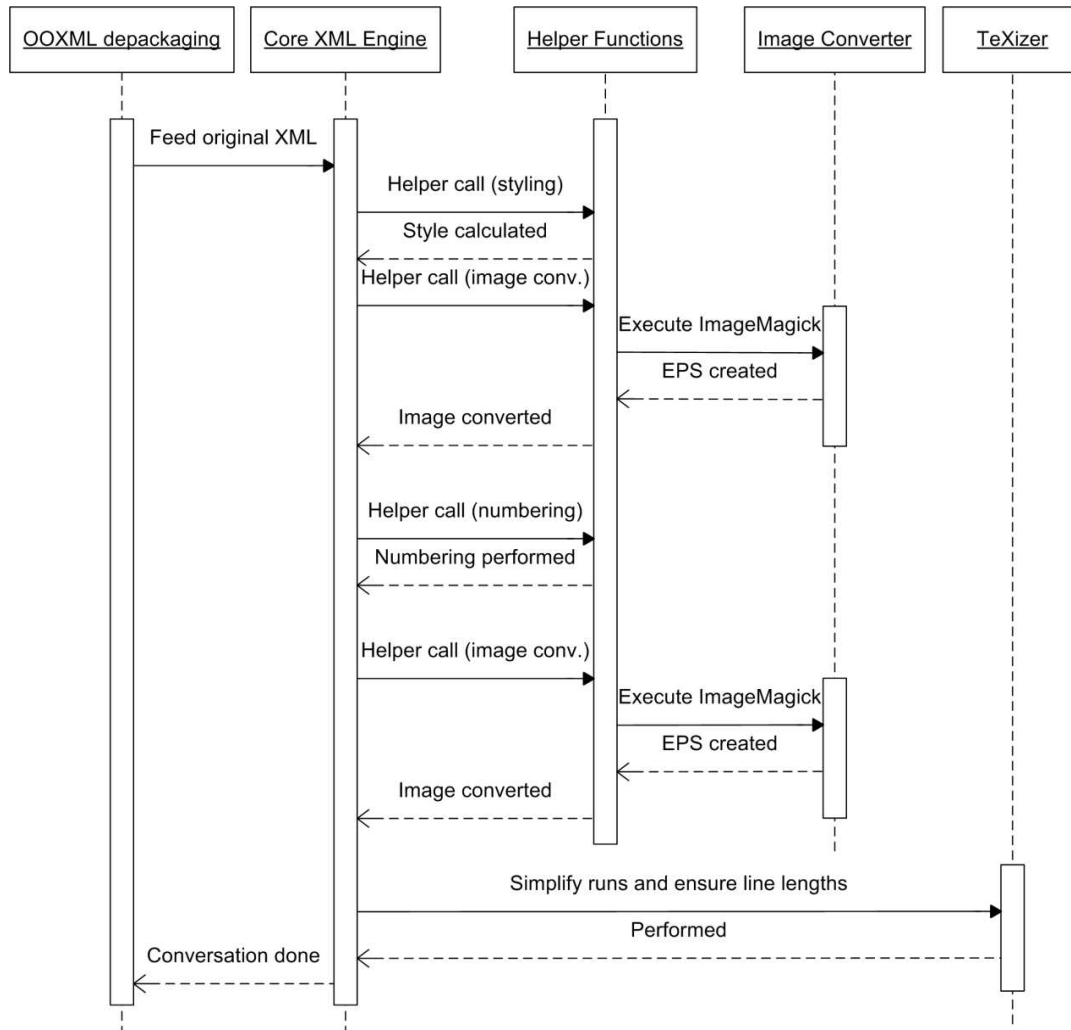 OOXML depackaging
Core XML Engine
Helper Functions
Image Converter
TeXizer
Feed original XML
Helper call (styling)
Style calculated
Helper call (image conv.)
Execute ImageMagick
EPS created
Image converted
Helper call (numbering)
Numbering performed
Helper call (image conv.)
Execute ImageMagick
EPS created
Image converted
Simplify runs and ensure line lengths
Performed
Conversation done